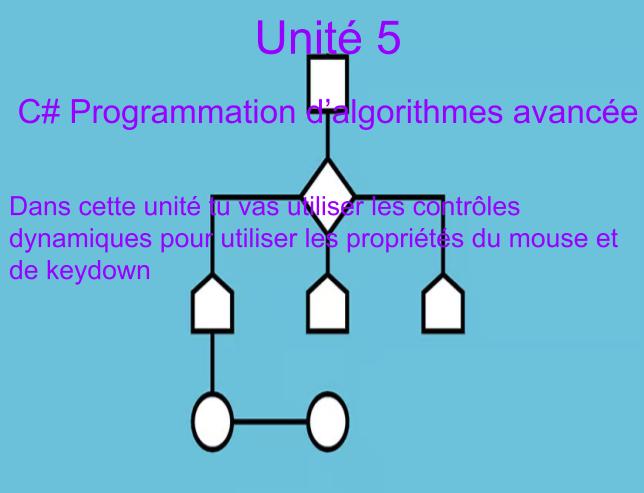 Unité 5
C# Programmation d'algorithmes avancée
Dans cette unité tu vas utiliser les contrôles
dynamiques pour utiliser les propriétés du mouse et
de keydown